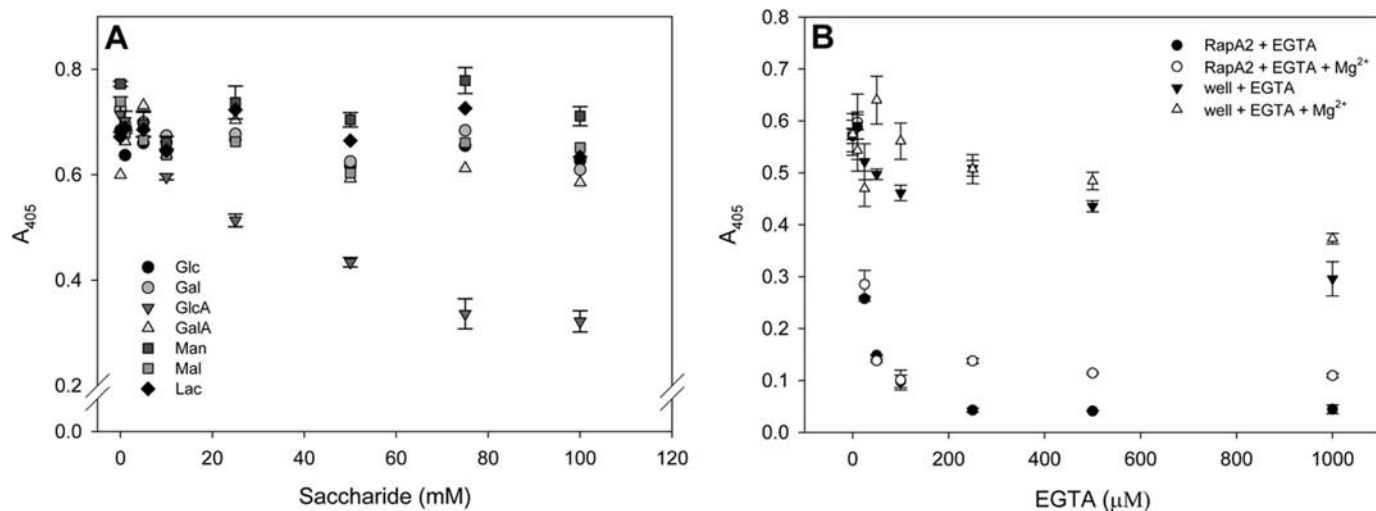 A
A405
0.8
0.6
0.4
0.2
0.0
Glc
Gal
GlcA
GalA
Man
Mal
Lac
0 20 40 60 80 100 120
Saccharide (mM)
B
A405
0.8
0.7
0.6
0.5
0.4
0.3
0.2
0.1
0.0
RapA2 + EGTA
RapA2 + EGTA + Mg2+
well + EGTA
well + EGTA + Mg2+
0 200 400 600 800 1000
EGTA (μM)